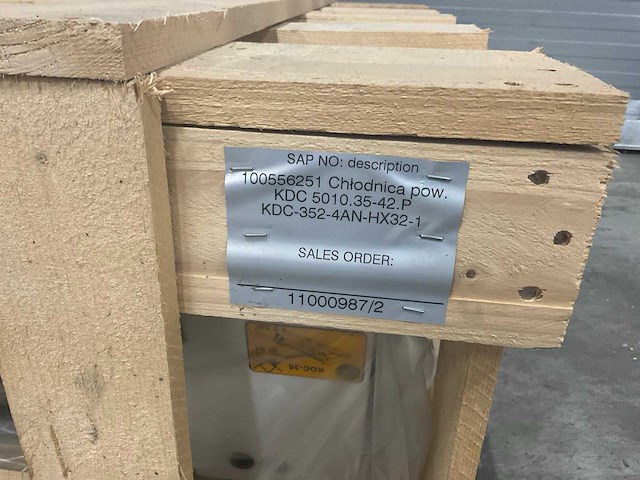 SAP NO: description
100556251 Chłodnica pow.
KDC 5010.35-42.P
KDC-352-4AN-HX32-1
SALES ORDER:
11000987/2
KDC-35